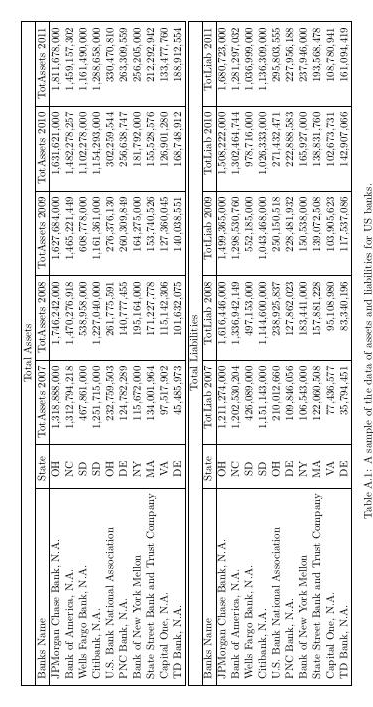 Total Assets
Banks Name State TotAssets 2007 TotAssets 2008 TotAssets 2009 TotAssets 2010 TotAssets 2011
JPMorgan Chase Bank, N.A. OH 1,318,888,000 1,746,242,000 1,627,684,000 1,631,621,000 1,811,678,000
Bank of America, N.A. NC 1,312,794,218 1,470,276,918 1,465,221,449 1,482,278,257 1,459,157,302
Wells Fargo Bank, N.A. SD 467,861,000 538,958,000 608,778,000 1,102,278,000 1,161,490,000
Citibank, N.A. SD 1,251,715,000 1,227,040,000 1,161,361,000 1,154,293,000 1,288,658,000
U.S. Bank National Association OH 232,759,503 261,775,591 276,376,130 302,259,544 330,470,810
PNC Bank, N.A. DE 124,782,289 140,777,455 260,309,849 256,638,747 263,309,559
Bank of New York Mellon NY 115,672,000 195,164,000 164,275,000 181,792,000 256,205,000
State Street Bank and Trust Company MA 134,001,964 171,227,778 153,740,526 155,528,576 212,292,942
Capital One, N.A. VA 97,517,902 115,142,306 127,360,045 126,901,280 133,477,760
TD Bank, N.A. DE 45,485,973 101,632,075 140,038,551 168,748,912 188,912,554
Total Liabilities
Banks Name State TotLiab 2007 TotLiab 2008 TotLiab 2009 TotLiab 2010 TotLiab 2011
JPMorgan Chase Bank, N.A. OH 1,211,274,000 1,616,446,000 1,499,365,000 1,508,222,000 1,680,723,000
Bank of America, N.A. NC 1,202,530,204 1,336,942,149 1,298,530,760 1,302,464,744 1,281,297,032
Wells Fargo Bank, N.A. SD 426,089,000 497,153,000 552,189,000 978,716,000 1,036,999,000
Citibank, N.A. SD 1,151,143,000 1,144,600,000 1,043,468,000 1,026,333,000 1,136,309,000
U.S. Bank National Association OH 210,012,660 238,925,837 250,150,518 271,432,471 295,803,555
PNC Bank, N.A. DE 109,846,056 127,862,023 228,481,932 222,888,583 227,956,188
Bank of New York Mellon NY 106,543,000 183,441,000 150,538,000 165,927,000 237,946,000
State Street Bank and Trust Company MA 122,060,508 157,881,228 139,072,508 138,831,760 193,568,478
Capital One, N.A. VA 77,436,577 95,108,980 103,905,623 102,673,731 108,780,941
TD Bank, N.A. DE 35,794,451 83,340,196 117,537,086 142,907,066 161,094,419
Table A.1: A sample of the data of assets and liabilities for US banks.